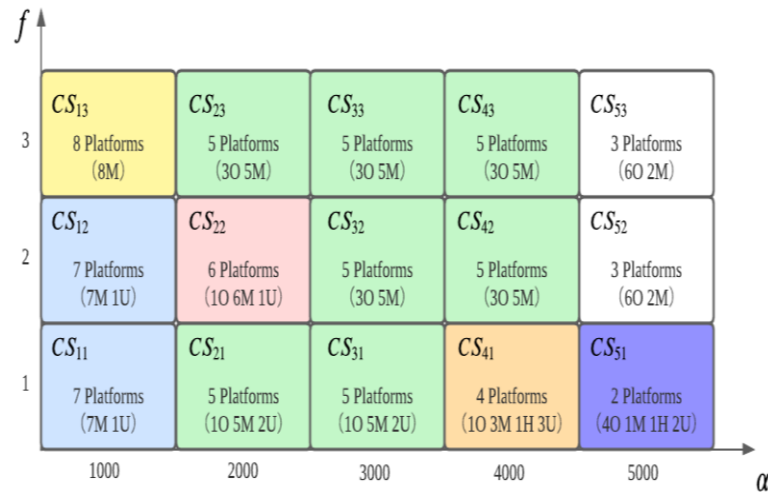 f
CS₁₃
8 Platforms
(8M)
CS₂₃
5 Platforms
(3O 5M)
CS₃₃
5 Platforms
(3O 5M)
CS₄₃
5 Platforms
(3O 5M)
CS₅₃
3 Platforms
(6O 2M)
3
CS₁₂
7 Platforms
(7M 1U)
CS₂₂
6 Platforms
(1O 6M 1U)
CS₃₂
5 Platforms
(3O 5M)
CS₄₂
5 Platforms
(3O 5M)
CS₅₂
3 Platforms
(6O 2M)
2
CS₁₁
7 Platforms
(7M 1U)
CS₂₁
5 Platforms
(1O 5M 2U)
CS₃₁
5 Platforms
(1O 5M 2U)
CS₄₁
4 Platforms
(1O 3M 1H 3U)
CS₅₁
2 Platforms
(4O 1M 1H 2U)
1
1000
2000
3000
4000
5000
α